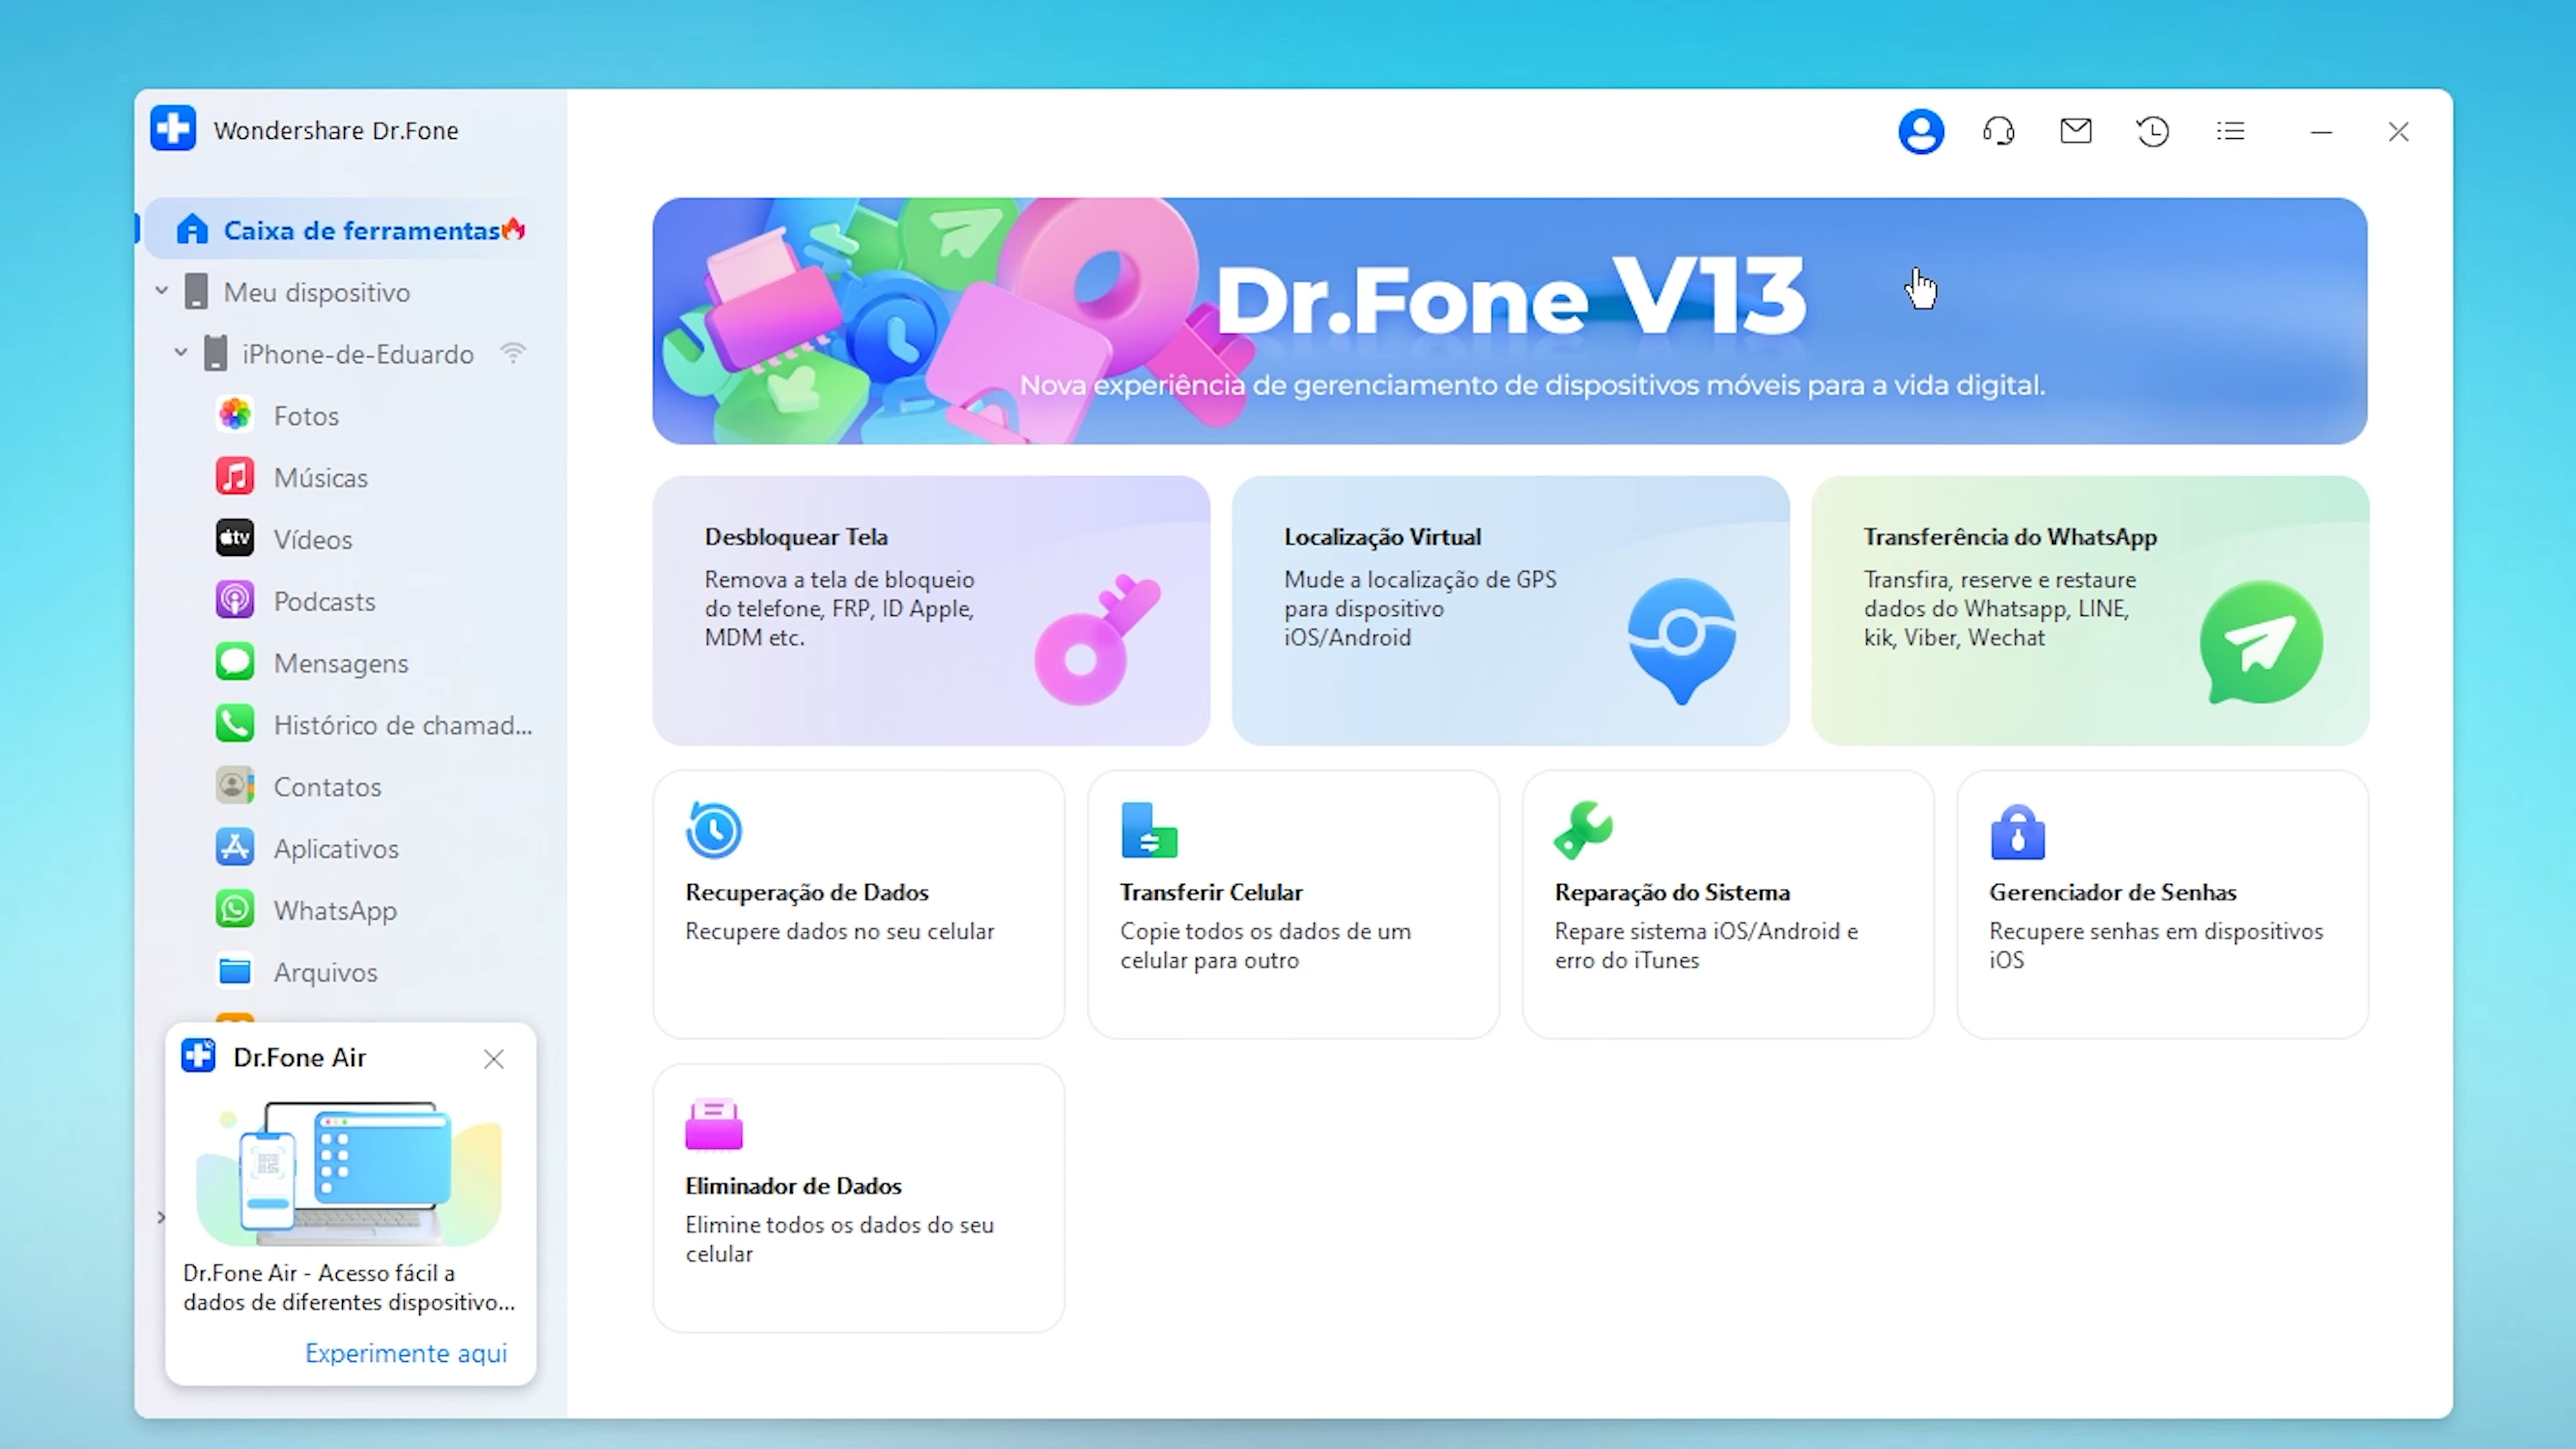 Wondershare Dr.Fone
Caixa de ferramentas
Meu dispositivo
iPhone-de-Eduardo
Fotos
Músicas
tv
Vídeos
Podcasts
Mensagens
Histórico de chamad...
Contatos
Aplicativos
WhatsApp
Arquivos
Dr.Fone Air
Dr.Fone Air - Acesso fácil a
dados de diferentes dispositivo...
Experimente aqui
Dr.Fone V13
Nova experiência de gerenciamento de dispositivos móveis para a vida digital.
Desbloquear Tela
Remova a tela de bloqueio
do telefone, FRP, ID Apple,
MDM etc.
Localização Virtual
Mude a localização de GPS
para dispositivo
iOS/Android
Transferência do WhatsApp
Transfira, reserve e restaure
dados do Whatsapp, LINE,
kik, Viber, Wechat
Recuperação de Dados
Recupere dados no seu celular
Transferir Celular
Copie todos os dados de um
celular para outro
Reparação do Sistema
Repare sistema iOS/Android e
erro do iTunes
Gerenciador de Senhas
Recupere senhas em dispositivos
iOS
Eliminador de Dados
Elimine todos os dados do seu
celular